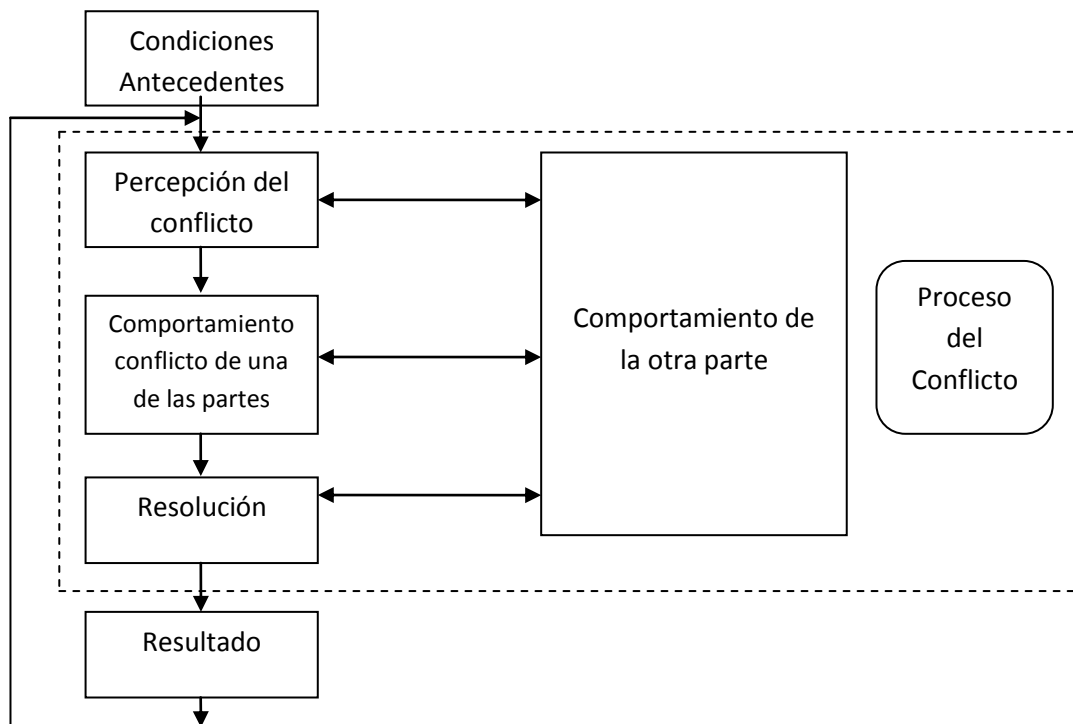 Condiciones
Antecedentes
Percepción del
conflicto
Comportamiento
conflicto de una
de las partes
Resolución
Resultado
Comportamiento de
la otra parte
Proceso
del
Conflicto